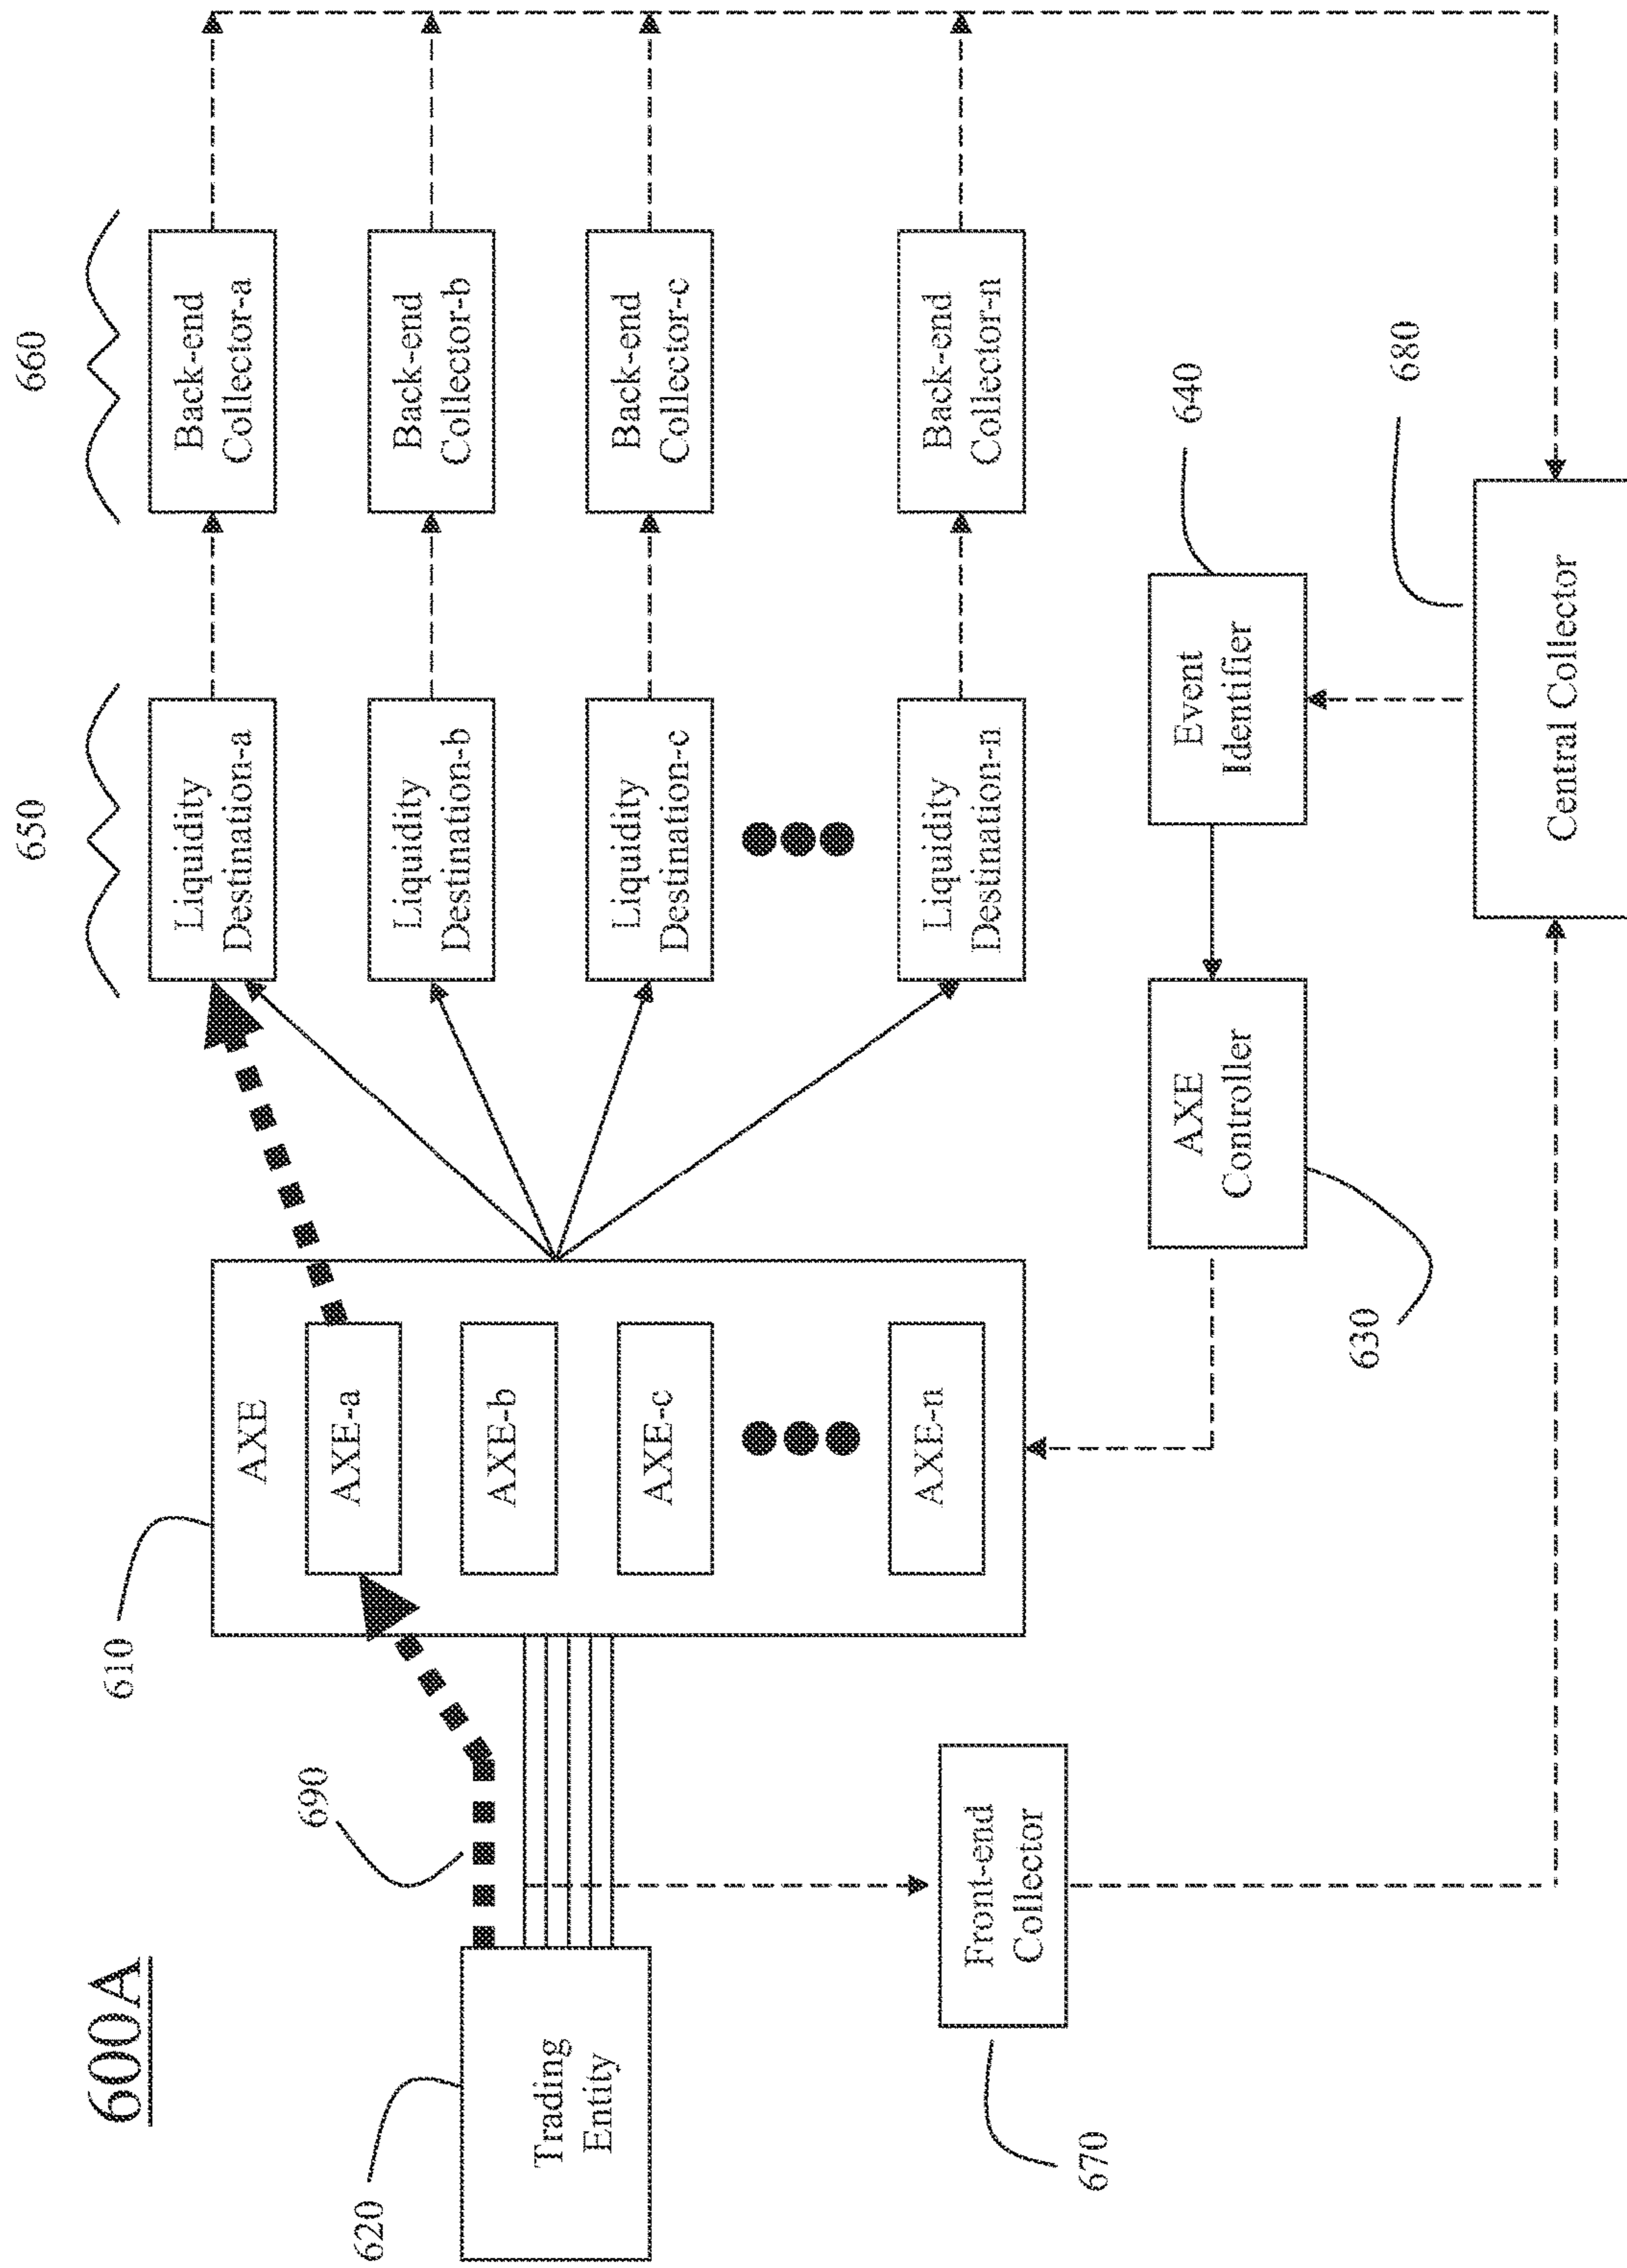 600A
610
650
660
AXE
AXE-a
AXE-b
AXE-c
AXE-n
Liquidity
Destination-a
Liquidity
Destination-b
Liquidity
Destination-c
Liquidity
Destination-n
Back-end
Collector-a
Back-end
Collector-b
Back-end
Collector-c
Back-end
Collector-n
690
620
Trading
Entity
670
Front-end
Collector
630
AXE
Controller
640
Event
Identifier
680
Central Collector